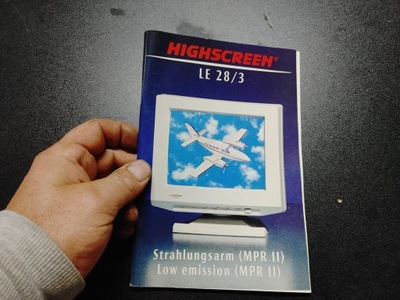 HIGHSCREEN®
LE 28/3
Strahlungsarm (MPR II)
Low emission (MPR II)